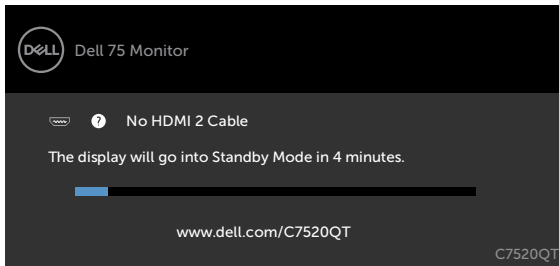 DELL
Dell 75 Monitor
? No HDMI 2 Cable
The display will go into Standby Mode in 4 minutes.
www.dell.com/C7520QT
C7520QT